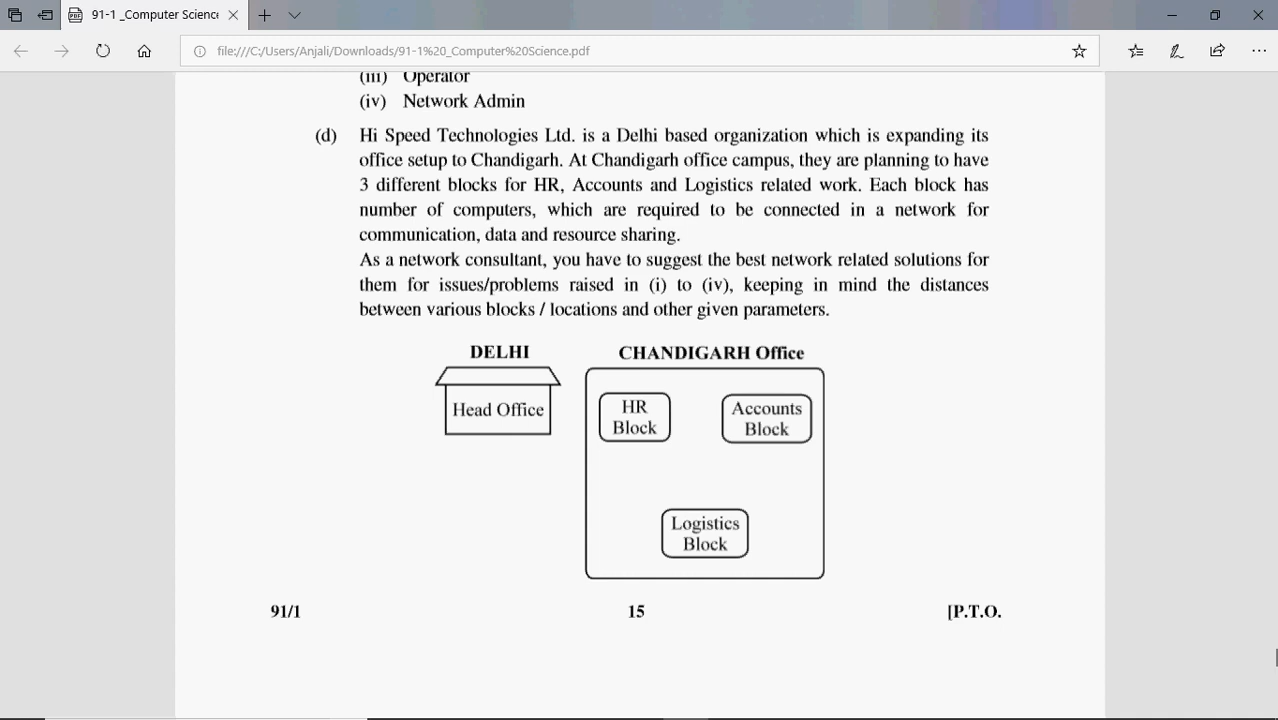 91-1 _Computer Science
file:///C:/Users/Anjali/Downloads/91-1%20_Computer%20Science.pdf
(iii) Operator
(iv) Network Admin
(d) Hi Speed Technologies Ltd. is a Delhi based organization which is expanding its
office setup to Chandigarh. At Chandigarh office campus, they are planning to have
3 different blocks for HR, Accounts and Logistics related work. Each block has
number of computers, which are required to be connected in a network for
communication, data and resource sharing.
As a network consultant, you have to suggest the best network related solutions for
them for issues/problems raised in (i) to (iv), keeping in mind the distances
between various blocks / locations and other given parameters.
DELHI
Head Office
CHANDIGARH Office
HR
Block
Accounts
Block
Logistics
Block
91/1 15 [P.T.O.